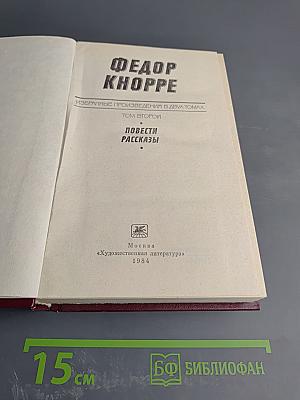 ФЕДОР
КНОРРЕ
ИЗБРАННЫЕ ПРОИЗВЕДЕНИЯ В ДВУХ ТОМАХ
ТОМ ВТОРОЙ
ПОВЕСТИ
РАССКАЗЫ
Москва
«Художественная литература»
1984
15 см
БФ БИБЛИОФАН